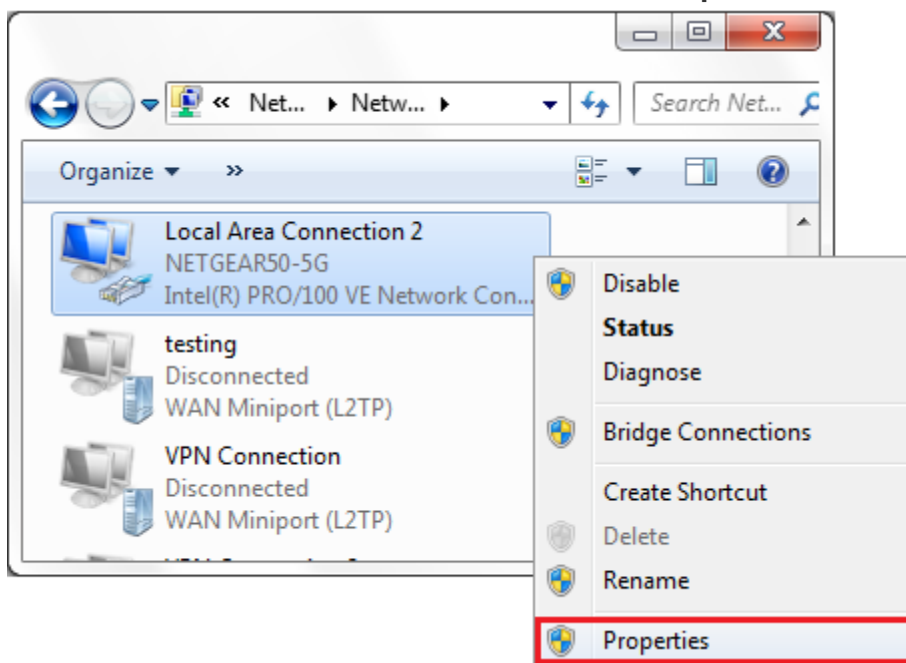 « Net... Netw...
Search Net...
Organize »
Local Area Connection 2
NETGEAR50-5G
Intel(R) PRO/100 VE Network Con...
testing
Disconnected
WAN Miniport (L2TP)
VPN Connection
Disconnected
WAN Miniport (L2TP)
Disable
Status
Diagnose
Bridge Connections
Create Shortcut
Delete
Rename
Properties